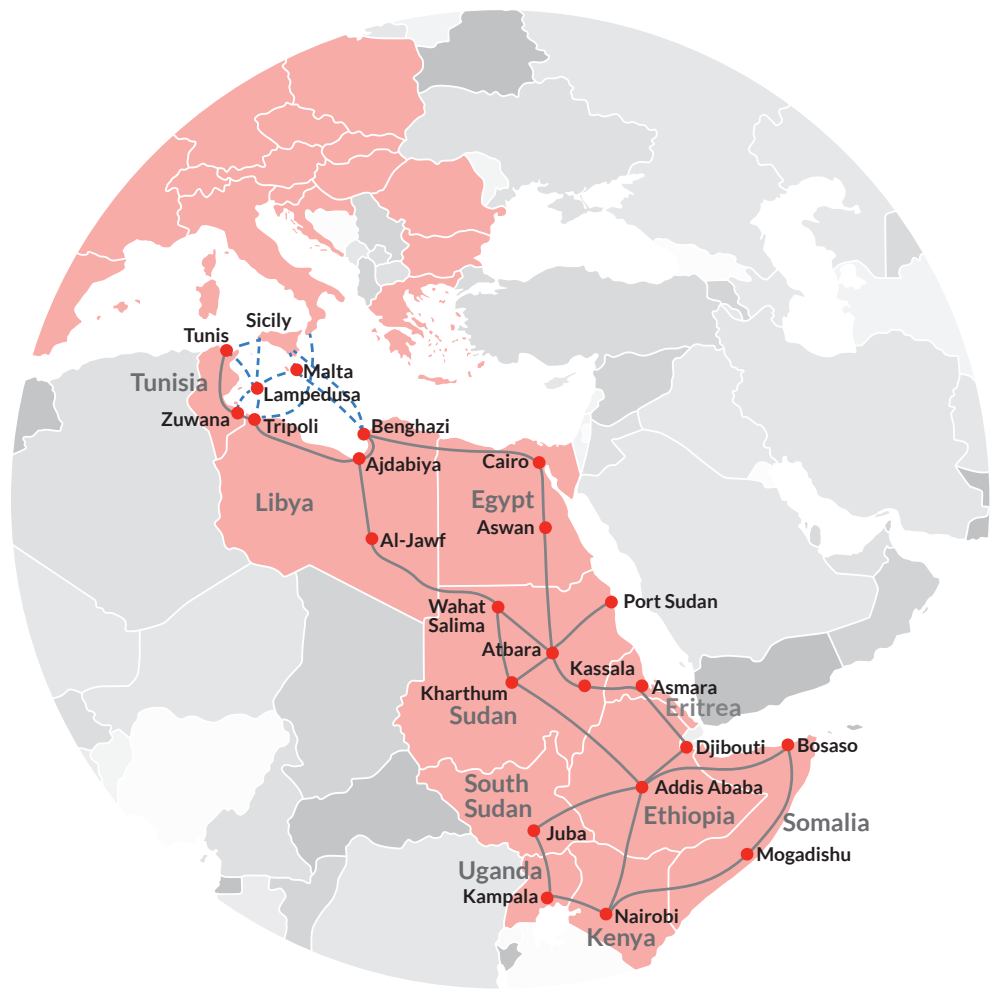 Sicily
Tunis
Malta
Tunisia
Lampedusa
Zuwana
Tripoli
Benghazi
Ajdabiya
Cairo
Libya
Egypt
Aswan
Al-Jawf
Wahat
Salima
Port Sudan
Atbara
Kassala
Kharthum
Asmara
Sudan
Eritrea
Djibouti
Bosaso
South
Sudan
Addis Ababa
Ethiopia
Somalia
Juba
Mogadishu
Uganda
Kampala
Nairobi
Kenya